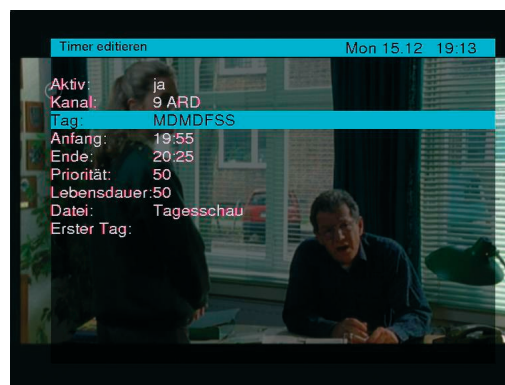 Timer editieren Mon 15.12 19:13
Aktiv: ja
Kanal: 9 ARD
Tag: MDMDFSS
Anfang: 19:55
Ende: 20:25
Priorität: 50
Lebensdauer:50
Datei: Tagesschau
Erster Tag: